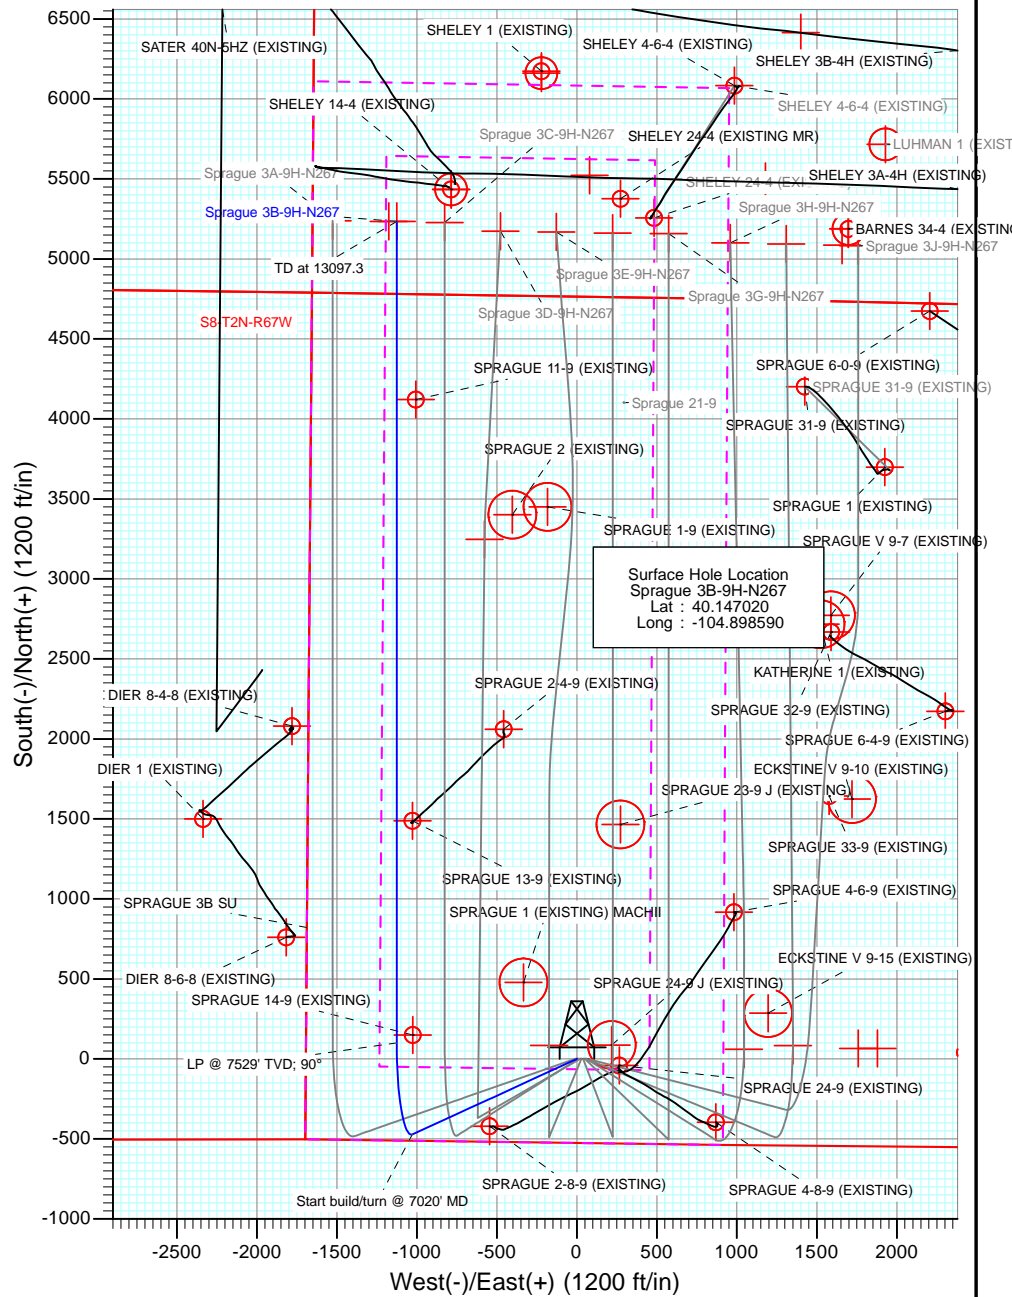 6500
6000
5500
5000
4500
4000
3500
3000
2500
2000
1500
1000
500
0
-500
-1000
South(-)/North(+) (1200 ft/in)
-2500
-2000
-1500
-1000
-500
0
500
1000
1500
2000
West(-)/East(+) (1200 ft/in)
SHELEY 1 (EXISTING)
SATER 40N-5HZ (EXISTING)
SHELEY 4-6-4 (EXISTING)
SHELEY 3B-4H (EXISTING)
SHELEY 14-4 (EXISTING)
SHELEY 4-6-4 (EXISTING)
Sprague 3C-9H-N267
SHELEY 24-4 (EXISTING MR)
LUHMAN 1 (EXIST
Sprague 3A-9H-N267
SHELEY 24-4 (EXI
SHELEY 3A-4H (EXISTING)
Sprague 3B-9H-N267
Sprague 3H-9H-N267
BARNES 34-4 (EXISTING
Sprague 3J-9H-N267
TD at 13097.3
Sprague 3E-9H-N267
Sprague 3G-9H-N267
Sprague 3D-9H-N267
S8-T2N-R67W
SPRAGUE 11-9 (EXISTING)
SPRAGUE 6-0-9 (EXISTING)
SPRAGUE 31-9 (EXISTING)
Sprague 21-9
SPRAGUE 31-9 (EXISTING)
SPRAGUE 2 (EXISTING)
SPRAGUE 1 (EXISTING)
SPRAGUE 1-9 (EXISTING)
SPRAGUE V 9-7 (EXISTING)
Surface Hole Location
Sprague 3B-9H-N267
Lat : 40.147020
Long : -104.898590
KATHERINE 1 (EXISTING)
DIER 8-4-8 (EXISTING)
SPRAGUE 2-4-9 (EXISTING)
SPRAGUE 32-9 (EXISTING)
SPRAGUE 6-4-9 (EXISTING)
DIER 1 (EXISTING)
ECKSTINE V 9-10 (EXISTING)
SPRAGUE 23-9 J (EXISTING)
SPRAGUE 33-9 (EXISTING)
SPRAGUE 13-9 (EXISTING)
SPRAGUE 4-6-9 (EXISTING)
SPRAGUE 3B SU
SPRAGUE 1 (EXISTING) MACHII
ECKSTINE V 9-15 (EXISTING)
DIER 8-6-8 (EXISTING)
SPRAGUE 24-9 J (EXISTING)
SPRAGUE 14-9 (EXISTING)
LP @ 7529' TVD; 90°
SPRAGUE 24-9 (EXISTING)
SPRAGUE 2-8-9 (EXISTING)
SPRAGUE 4-8-9 (EXISTING)
Start build/turn @ 7020' MD